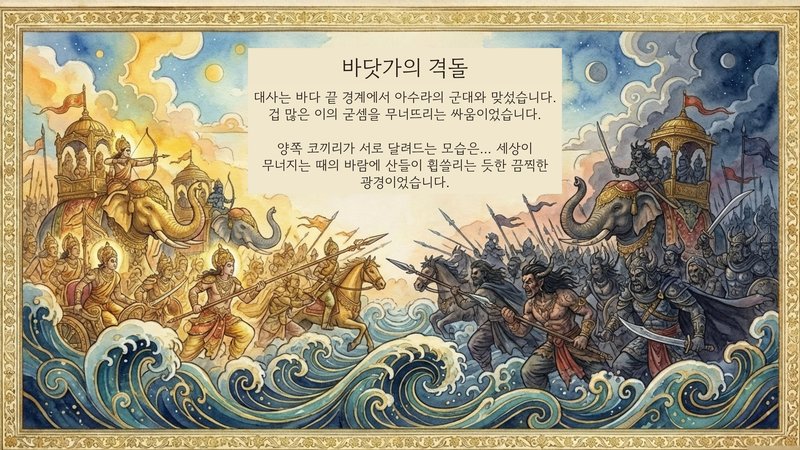 바닷가의 격돌
대사는 바다 끝 경계에서 아수라의 군대와 맞섰습니다.
겁 많은 이의 굳셈을 무너뜨리는 싸움이었습니다.
양쪽 코끼리가 서로 달려드는 모습은... 세상이
무너지는 때의 바람에 산들이 휩쓸리는 듯한 끔찍한
광경이었습니다.